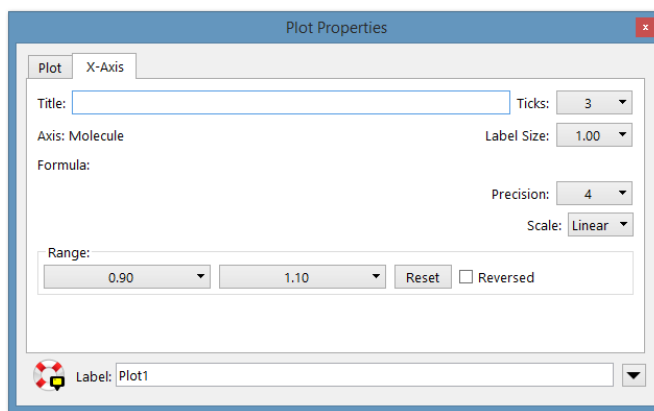 Plot Properties
x
Plot X-Axis
Title: Ticks: 3
Axis: Molecule Label Size: 1.00
Formula:
Precision: 4
Scale: Linear
Range:
0.90 1.10 Reset Reversed
Label: Plot1